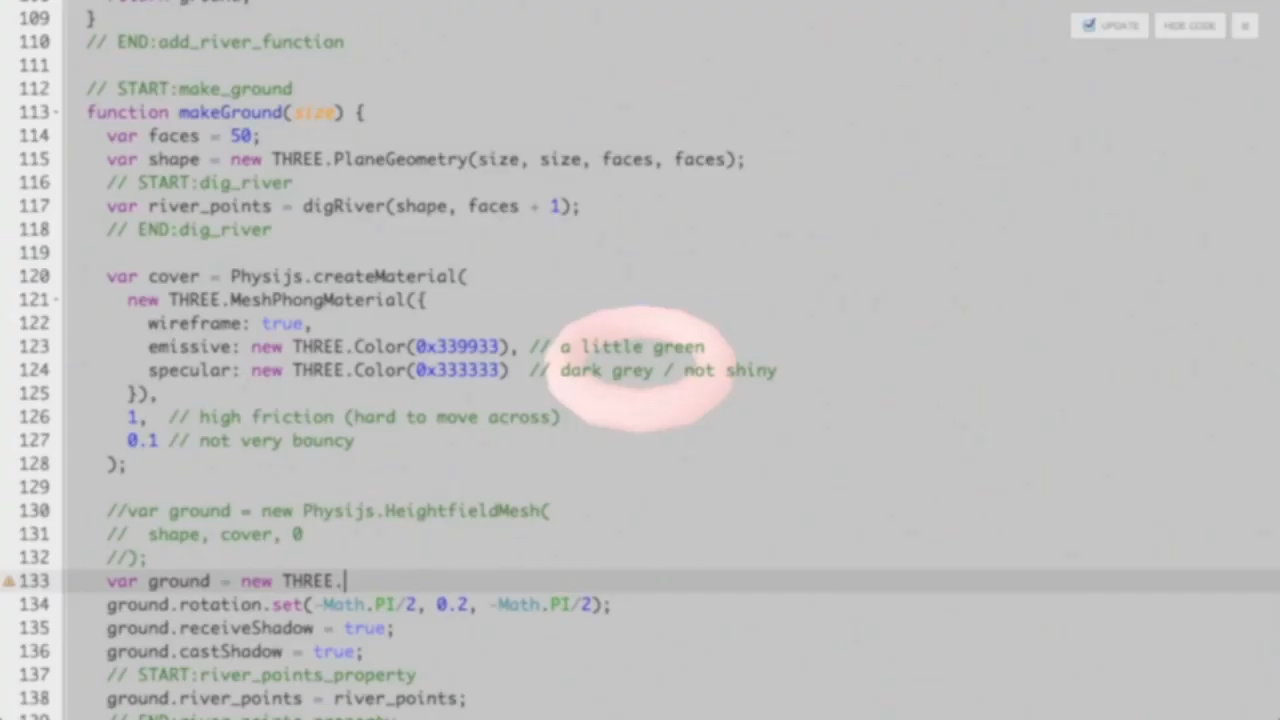 109 }
110 // END:add_river_function
111
112 // START:make_ground
113 function makeGround(size) {
114 var faces = 50;
115 var shape = new THREE.PlaneGeometry(size, size, faces, faces);
116 // START:dig_river
117 var river_points = digRiver(shape, faces + 1);
118 // END:dig_river
119
120 var cover = Physijs.createMaterial(
121 new THREE.MeshPhongMaterial({
122 wireframe: true,
123 emissive: new THREE.Color(0x339933), // a little green
124 specular: new THREE.Color(0x333333) // dark grey / not shiny
125 }),
126 1, // high friction (hard to move across)
127 0.1 // not very bouncy
128 );
129
130 //var ground = new Physijs.HeightfieldMesh(
131 // shape, cover, 0
132 //);
133 var ground = new THREE.
134 ground.rotation.set(-Math.PI/2, 0.2, -Math.PI/2);
135 ground.receiveShadow = true;
136 ground.castShadow = true;
137 // START:river_points_property
138 ground.river_points = river_points;
UPDATE
HIDE CODE